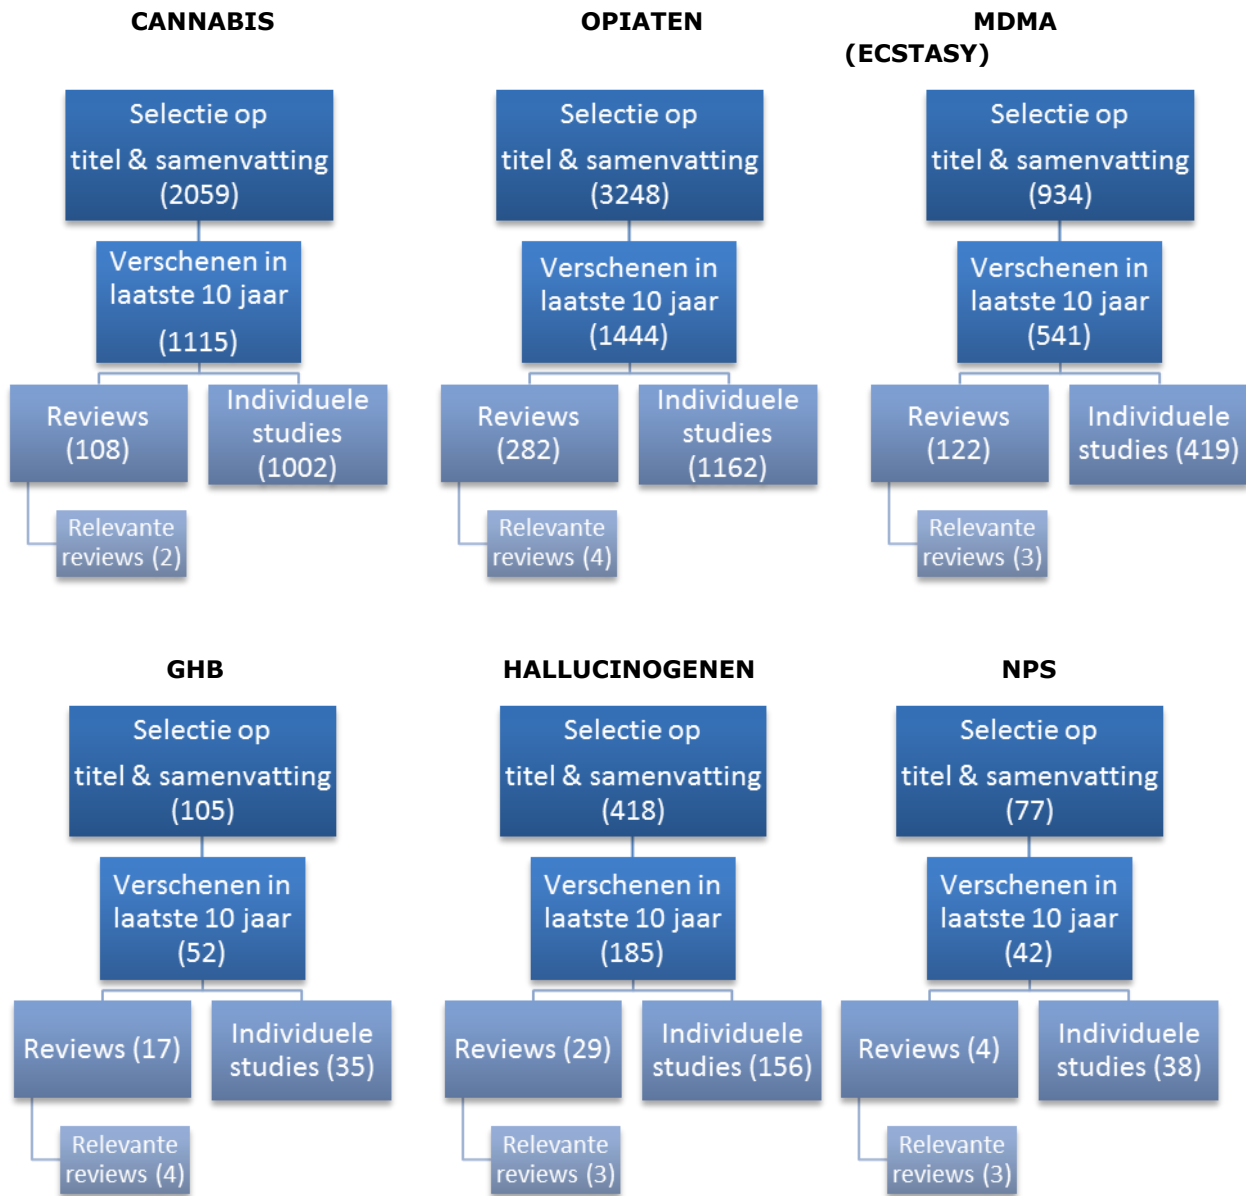 CANNABIS
Selectie op
titel & samenvatting
(2059)
Verschenen in
laatste 10 jaar
(1115)
Reviews
(108)
Individuele
studies
(1002)
Relevante
reviews (2)
OPIATEN
Selectie op
titel & samenvatting
(3248)
Verschenen in
laatste 10 jaar
(1444)
Reviews
(282)
Individuele
studies
(1162)
Relevante
reviews (4)
MDMA
(ECSTASY)
Selectie op
titel & samenvatting
(934)
Verschenen in
laatste 10 jaar
(541)
Reviews
(122)
Individuele
studies (419)
Relevante
reviews (3)
GHB
Selectie op
titel & samenvatting
(105)
Verschenen in
laatste 10 jaar
(52)
Reviews (17)
Individuele
studies (35)
Relevante
reviews (4)
HALLUCINOGENEN
Selectie op
titel & samenvatting
(418)
Verschenen in
laatste 10 jaar
(185)
Reviews (29)
Individuele
studies (156)
Relevante
reviews (3)
NPS
Selectie op
titel & samenvatting
(77)
Verschenen in
laatste 10 jaar
(42)
Reviews (4)
Individuele
studies (38)
Relevante
reviews (3)